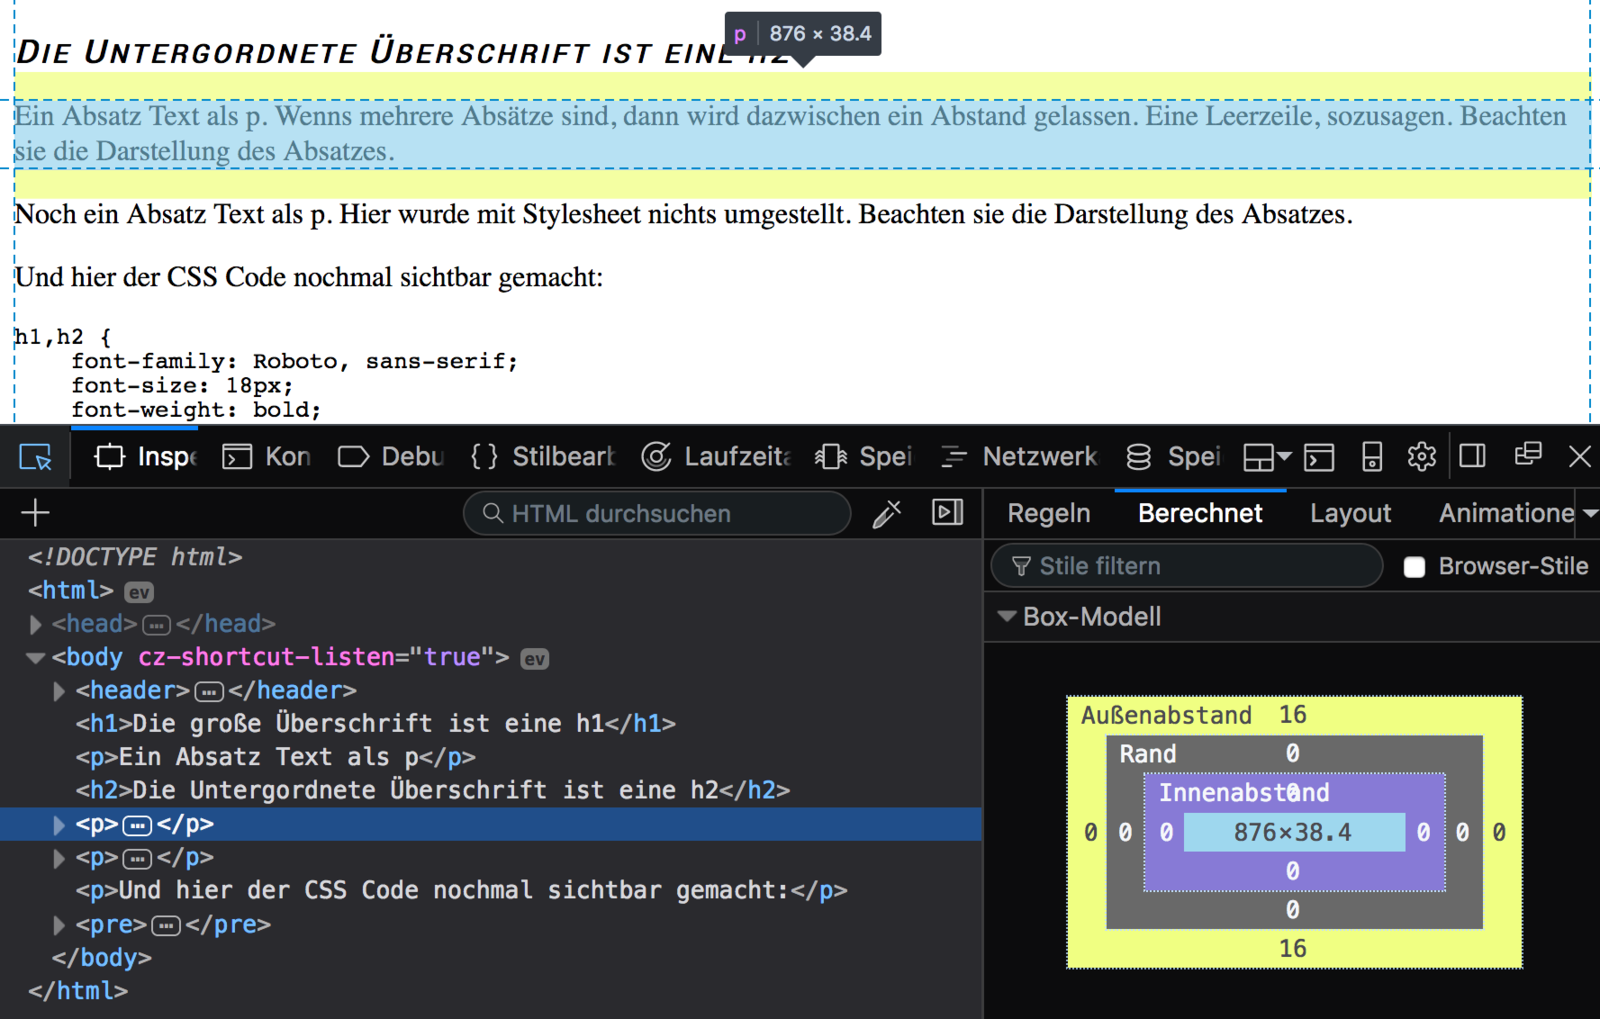 p 876 × 38.4
Die Untergordnete Überschrift ist eine h2
Ein Absatz Text als p. Wenns mehrere Absätze sind, dann wird dazwischen ein Abstand gelassen. Eine Leerzeile, sozusagen. Beachten
sie die Darstellung des Absatzes.
Noch ein Absatz Text als p. Hier wurde mit Stylesheet nichts umgestellt. Beachten sie die Darstellung des Absatzes.
Und hier der CSS Code nochmal sichtbar gemacht:
h1,h2 {
font-family: Roboto, sans-serif;
font-size: 18px;
font-weight: bold;
Inspe Kon Debu Stilbearb Laufzeita Spei Netzwerk Spei
HTML durchsuchen
Regeln Berechnet Layout Animatione
<!DOCTYPE html>
<html> ev
<head>…</head>
<body cz-shortcut-listen="true"> ev
<header>…</header>
<h1>Die große Überschrift ist eine h1</h1>
<p>Ein Absatz Text als p</p>
<h2>Die Untergordnete Überschrift ist eine h2</h2>
<p>…</p>
<p>…</p>
<p>Und hier der CSS Code nochmal sichtbar gemacht:</p>
<pre>…</pre>
</body>
</html>
Stile filtern Browser-Stile
Box-Modell
Außenabstand 16
Rand 0
Innenabstand 0
0 0 0 876×38.4 0 0 0
0
0
16